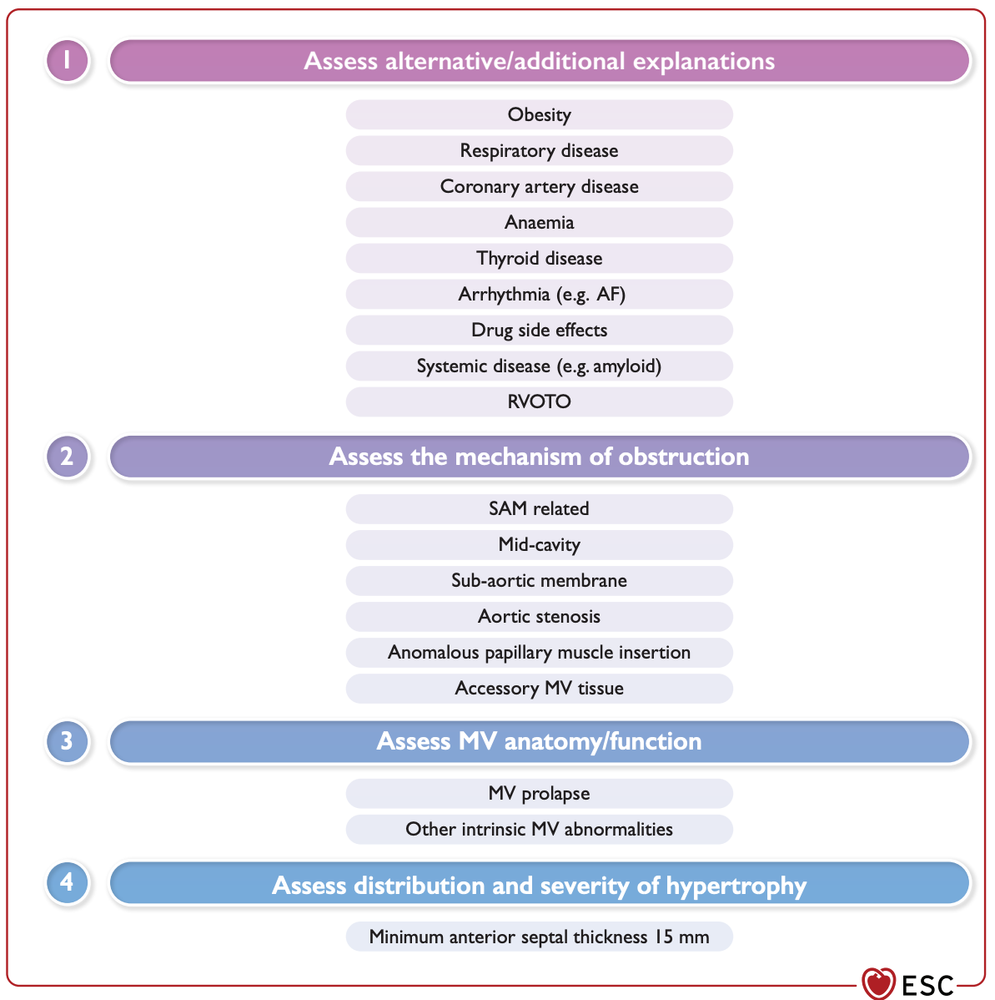 1
Assess alternative/additional explanations
Obesity
Respiratory disease
Coronary artery disease
Anaemia
Thyroid disease
Arrhythmia (e.g. AF)
Drug side effects
Systemic disease (e.g. amyloid)
RVOTO
2
Assess the mechanism of obstruction
SAM related
Mid-cavity
Sub-aortic membrane
Aortic stenosis
Anomalous papillary muscle insertion
Accessory MV tissue
3
Assess MV anatomy/function
MV prolapse
Other intrinsic MV abnormalities
4
Assess distribution and severity of hypertrophy
Minimum anterior septal thickness 15 mm
ESC